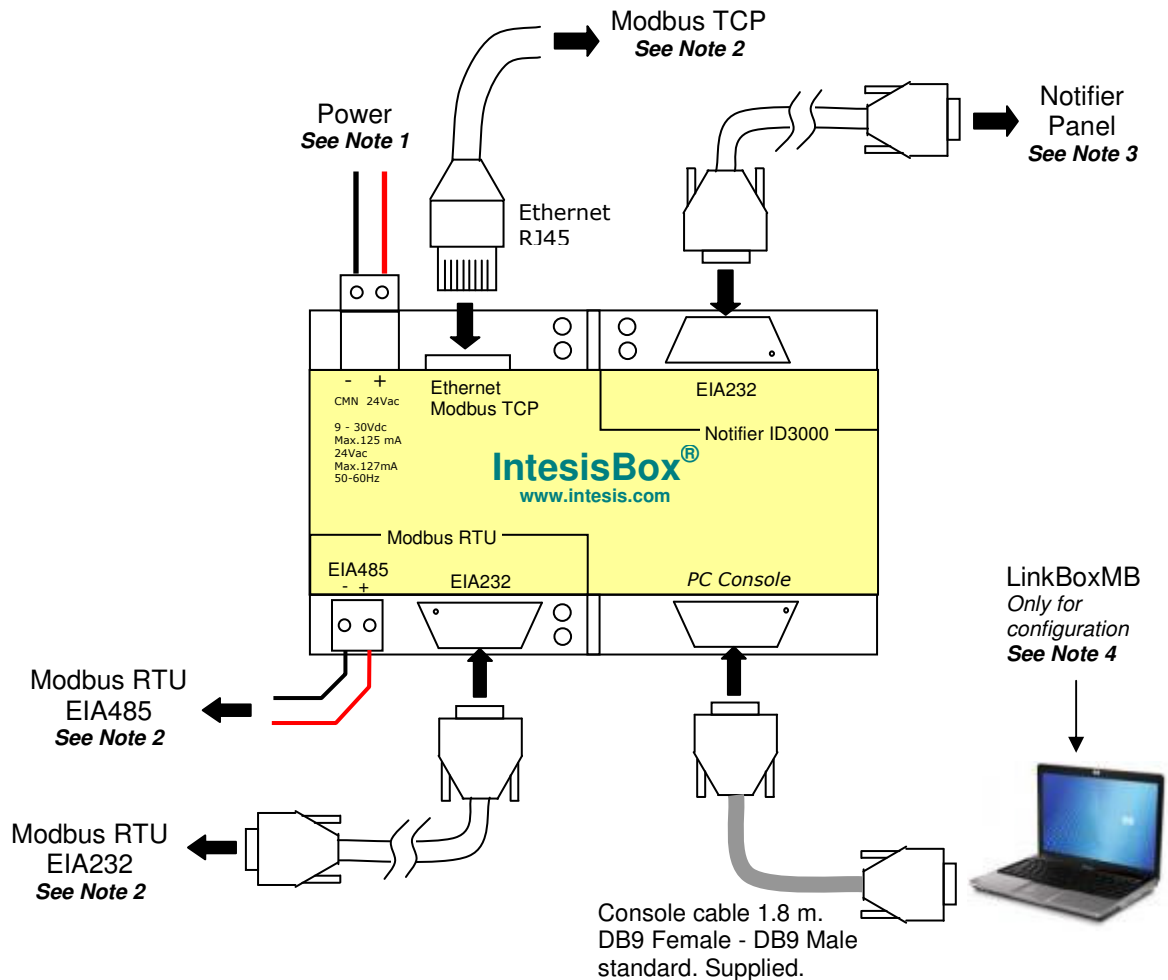 Modbus TCP
See Note 2
Power
See Note 1
Notifier
Panel
See Note 3
Ethernet
RJ45
- +
CMN 24Vac
9 - 30Vdc
Max.125 mA
24Vac
Max.127mA
50-60Hz
Ethernet
Modbus TCP
EIA232
Notifier ID3000
IntesisBox®
www.intesis.com
Modbus RTU
EIA485
- +
EIA232
PC Console
LinkBoxMB
Only for
configuration
See Note 4
Modbus RTU
EIA485
See Note 2
Modbus RTU
EIA232
See Note 2
Console cable 1.8 m.
DB9 Female - DB9 Male
standard. Supplied.